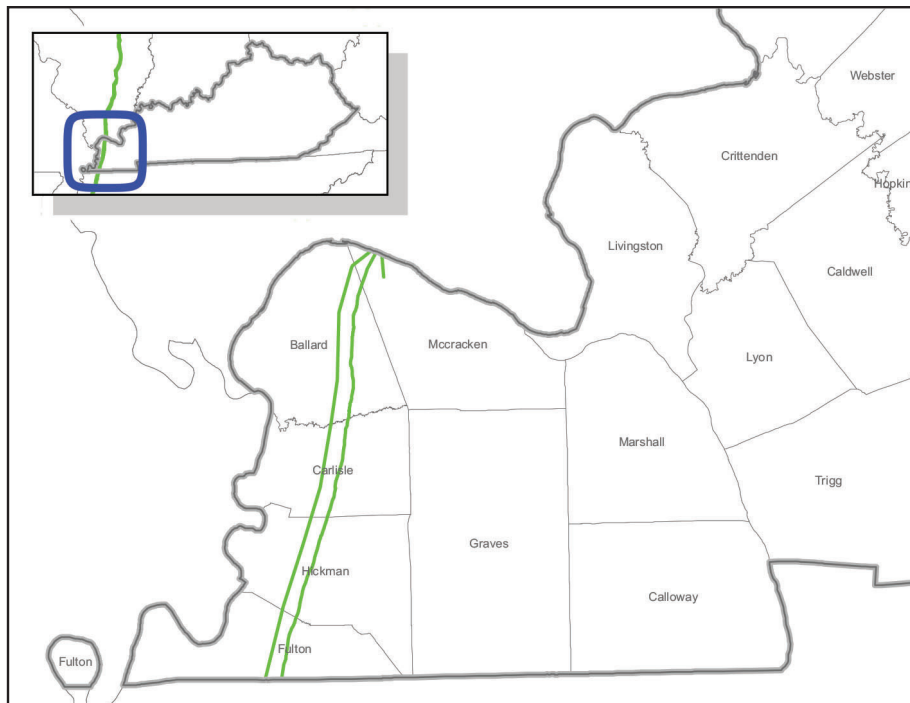 Webster
Crittenden
Hopkin
Livingston
Caldwell
Ballard
Mccracken
Lyon
Marshall
Carlisle
Trigg
Graves
Hickman
Calloway
Fulton
Fulton